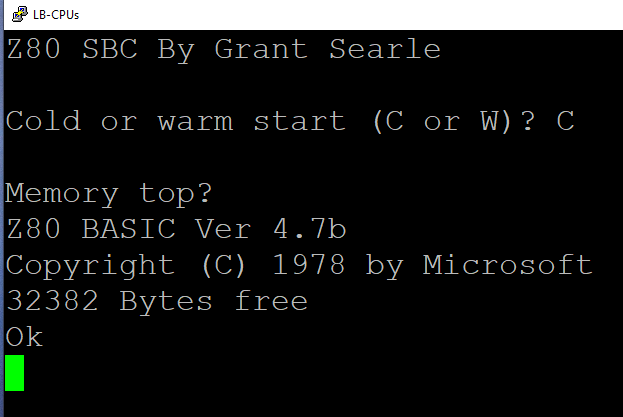 LB-CPUs
Z80 SBC By Grant Searle
Cold or warm start (C or W)? C
Memory top?
Z80 BASIC Ver 4.7b
Copyright (C) 1978 by Microsoft
32382 Bytes free
Ok